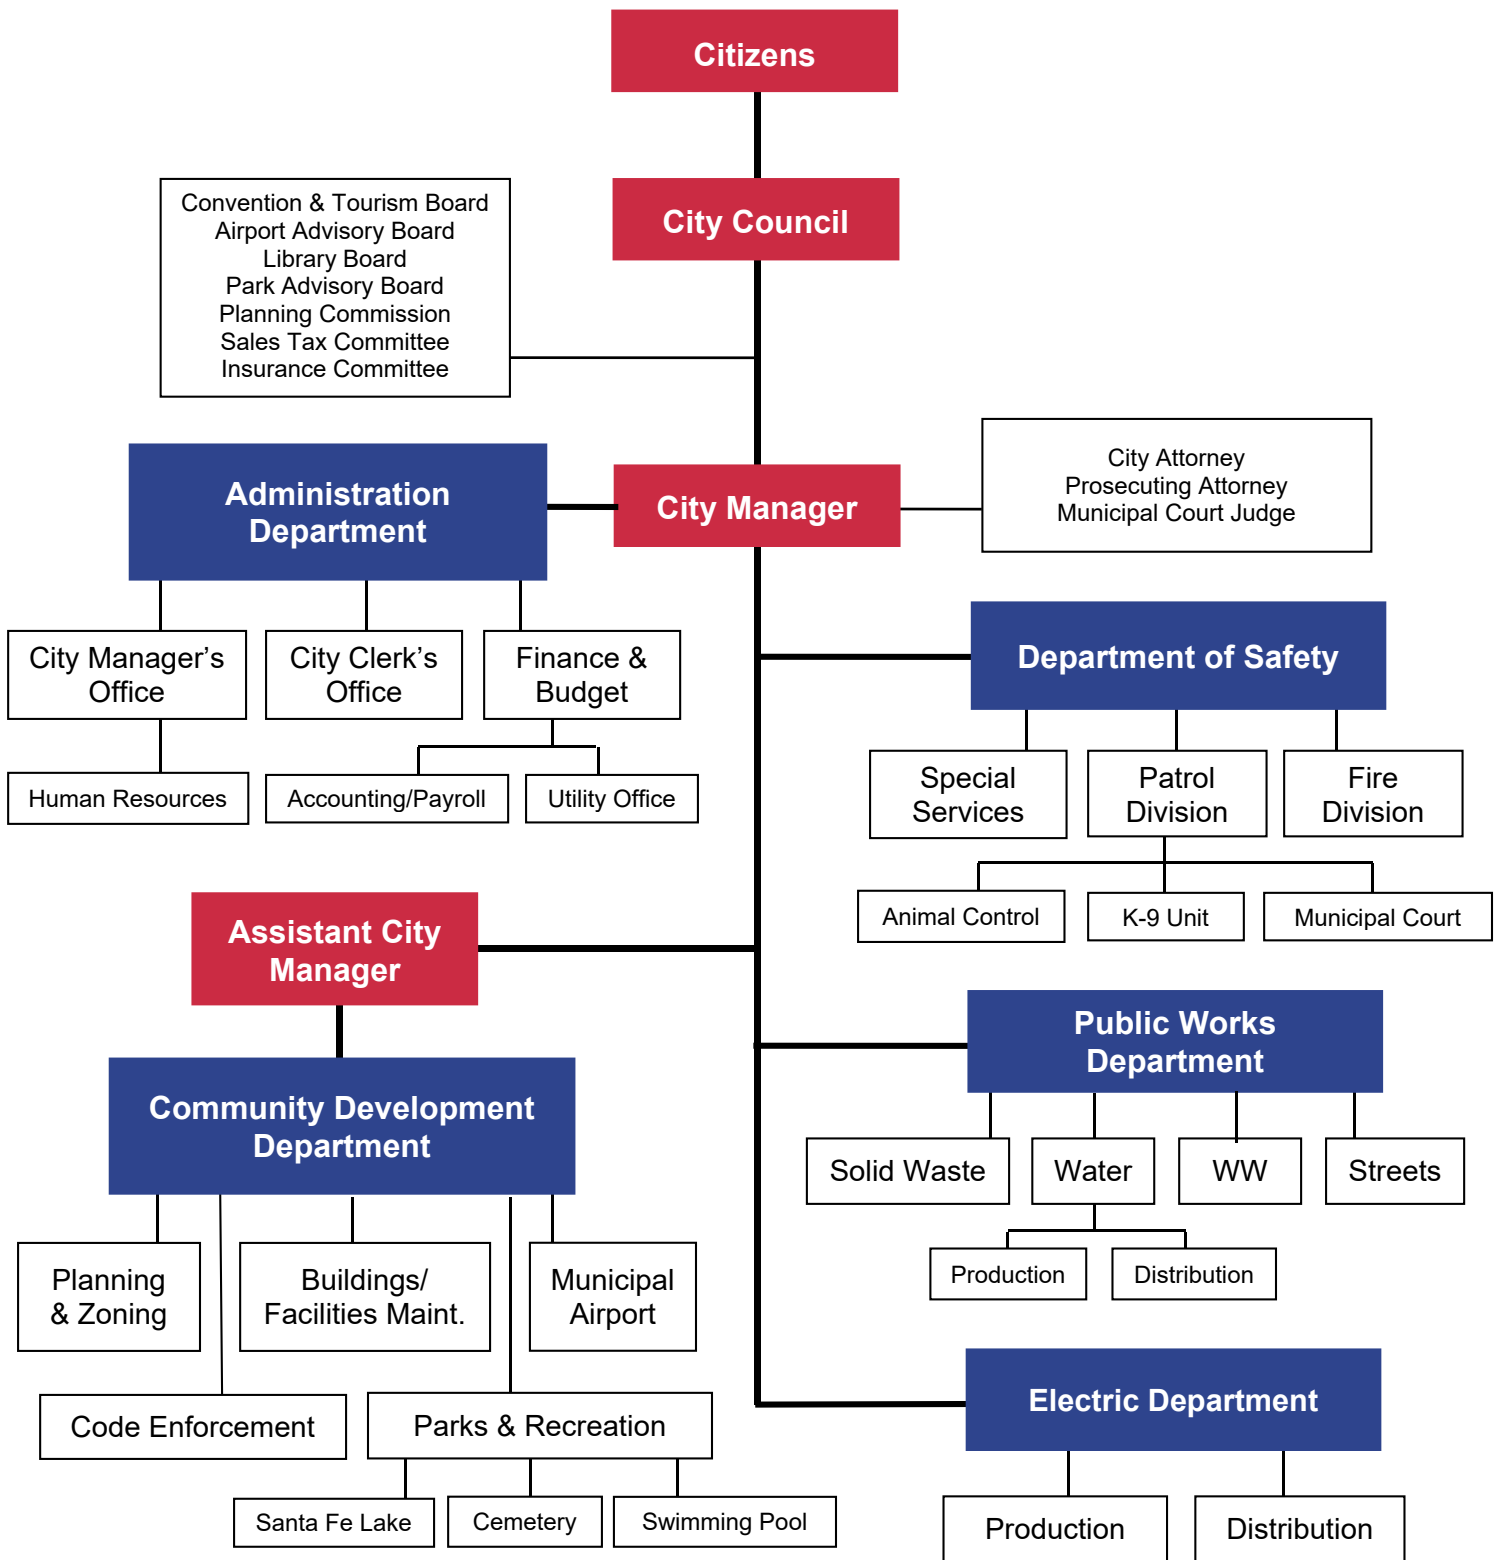 Citizens
Convention & Tourism Board
Airport Advisory Board
Library Board
Park Advisory Board
Planning Commission
Sales Tax Committee
Insurance Committee
City Council
Administration
Department
City Manager
City Attorney
Prosecuting Attorney
Municipal Court Judge
City Manager’s
Office
City Clerk’s
Office
Finance &
Budget
Human Resources
Accounting/Payroll
Utility Office
Department of Safety
Special
Services
Patrol
Division
Fire
Division
Animal Control
K-9 Unit
Municipal Court
Assistant City
Manager
Community Development
Department
Public Works
Department
Solid Waste
Water
WW
Streets
Production
Distribution
Planning
& Zoning
Buildings/
Facilities Maint.
Municipal
Airport
Code Enforcement
Parks & Recreation
Santa Fe Lake
Cemetery
Swimming Pool
Electric Department
Production
Distribution